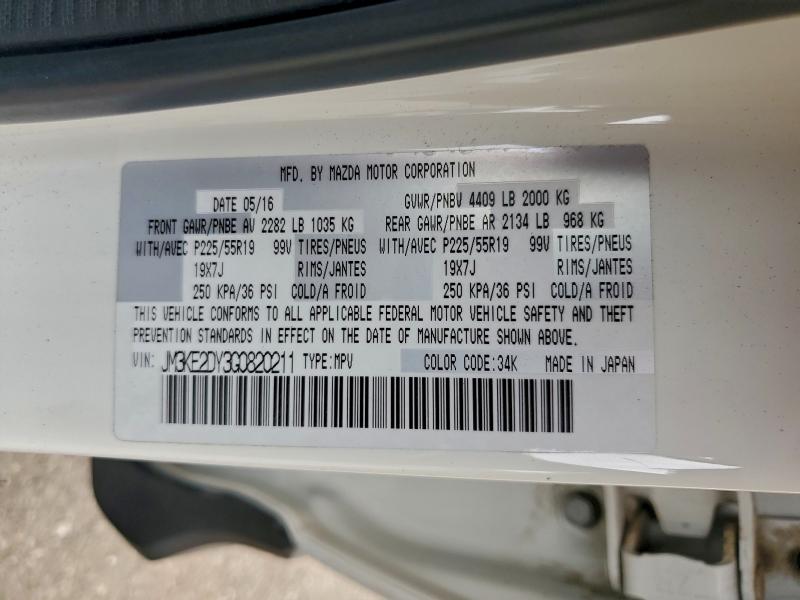 MFD. BY MAZDA MOTOR CORPORATION
DATE 05/16 GVWR/PNBV 4409 LB 2000 KG
FRONT GAWR/PNBE AV 2282 LB 1035 KG REAR GAWR/PNBE AR 2134 LB 968 KG
WITH/AVEC P225/55R19 99V TIRES/PNEUS WITH/AVEC P225/55R19 99V TIRES/PNEUS
19X7J RIMS/JANTES 19X7J RIMS/JANTES
250 KPA/36 PSI COLD/A FROID 250 KPA/36 PSI COLD/A FROID
THIS VEHICLE CONFORMS TO ALL APPLICABLE FEDERAL MOTOR VEHICLE SAFETY AND THEFT
PREVENTION STANDARDS IN EFFECT ON THE DATE OF MANUFACTURE SHOWN ABOVE.
VIN: JM3KE2DY3G0820211 TYPE:MPV COLOR CODE:34K MADE IN JAPAN